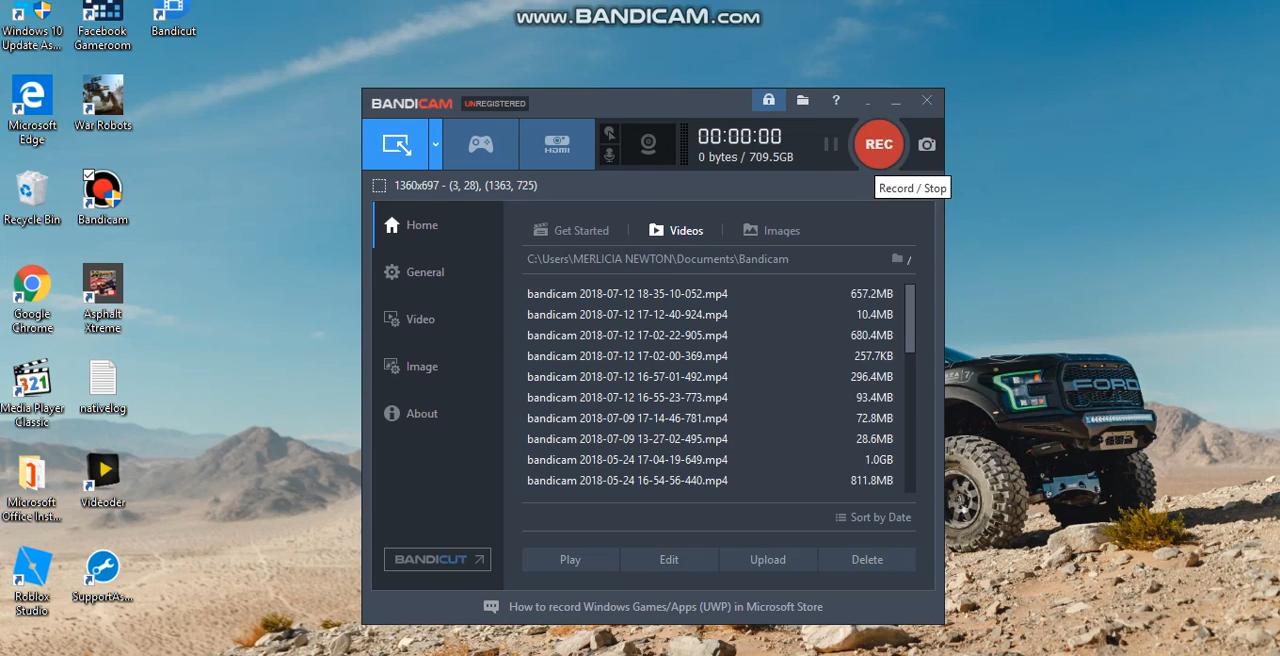 www.BANDICAM.com
Windows 10
Update As...
Facebook
Gameroom
Bandicut
Microsoft
Edge
War Robots
Recycle Bin
Bandicam
Google
Chrome
Asphalt
Xtreme
321
Media Player
Classic
nativelog
Microsoft
Office Inst...
Videoder
Roblox
Studio
SupportAs...
BANDICAM UNREGISTERED
?
HDMI
00:00:00
0 bytes / 709.5GB
REC
Record / Stop
1360x697 - (3, 28), (1363, 725)
Home
General
Video
Image
About
BANDICUT
Get Started
Videos
Images
C:\Users\MERLICIA NEWTON\Documents\Bandicam
/
bandicam 2018-07-12 18-35-10-052.mp4 657.2MB
bandicam 2018-07-12 17-12-40-924.mp4 10.4MB
bandicam 2018-07-12 17-02-22-905.mp4 680.4MB
bandicam 2018-07-12 17-02-00-369.mp4 257.7KB
bandicam 2018-07-12 16-57-01-492.mp4 296.4MB
bandicam 2018-07-12 16-55-23-773.mp4 93.4MB
bandicam 2018-07-09 17-14-46-781.mp4 72.8MB
bandicam 2018-07-09 13-27-02-495.mp4 28.6MB
bandicam 2018-05-24 17-04-19-649.mp4 1.0GB
bandicam 2018-05-24 16-54-56-440.mp4 811.8MB
Sort by Date
Play Edit Upload Delete
How to record Windows Games/Apps (UWP) in Microsoft Store
FORD